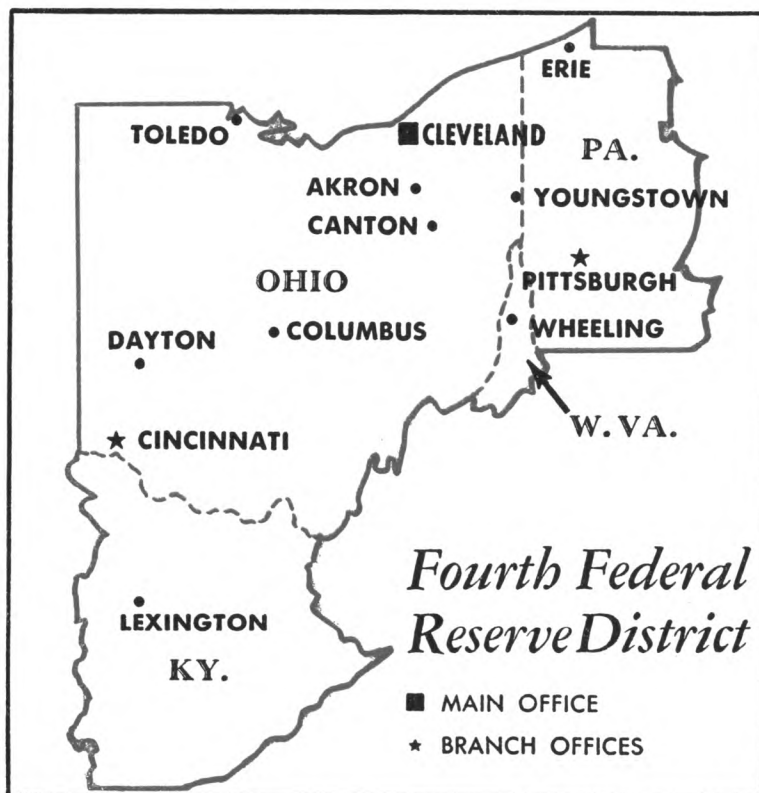 ERIE
TOLEDO
CLEVELAND
PA.
AKRON
YOUNGSTOWN
CANTON
OHIO
PITTSBURGH
DAYTON
COLUMBUS
WHEELING
W. VA.
CINCINNATI
Fourth Federal
Reserve District
LEXINGTON
KY.
MAIN OFFICE
BRANCH OFFICES